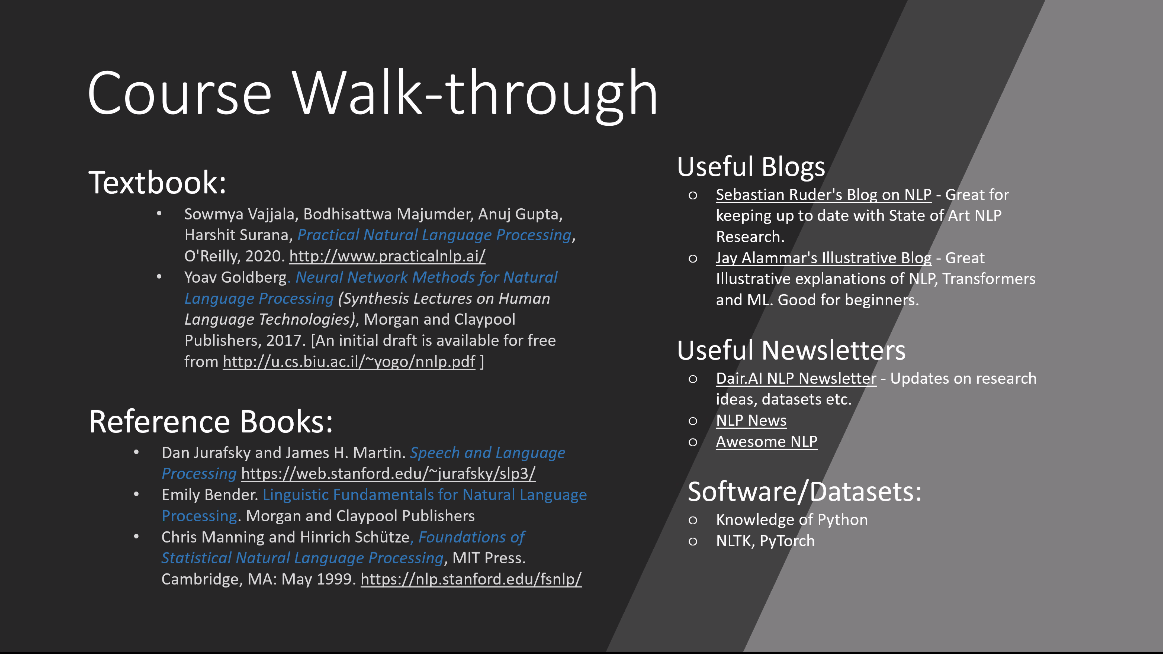 Course Walk-through
Textbook:
• Sowmya Vajjala, Bodhisattwa Majumder, Anuj Gupta,
Harshit Surana, Practical Natural Language Processing,
O'Reilly, 2020. http://www.practicalnlp.ai/
• Yoav Goldberg. Neural Network Methods for Natural
Language Processing (Synthesis Lectures on Human
Language Technologies), Morgan and Claypool
Publishers, 2017. [An initial draft is available for free
from http://u.cs.biu.ac.il/~yogo/nnlp.pdf ]
Reference Books:
• Dan Jurafsky and James H. Martin. Speech and Language
Processing https://web.stanford.edu/~jurafsky/slp3/
• Emily Bender. Linguistic Fundamentals for Natural Language
Processing. Morgan and Claypool Publishers
• Chris Manning and Hinrich Schütze, Foundations of
Statistical Natural Language Processing, MIT Press.
Cambridge, MA: May 1999. https://nlp.stanford.edu/fsnlp/
Useful Blogs
○ Sebastian Ruder's Blog on NLP - Great for
keeping up to date with State of Art NLP
Research.
○ Jay Alammar's Illustrative Blog - Great
Illustrative explanations of NLP, Transformers
and ML. Good for beginners.
Useful Newsletters
○ Dair.AI NLP Newsletter - Updates on research
ideas, datasets etc.
○ NLP News
○ Awesome NLP
Software/Datasets:
○ Knowledge of Python
○ NLTK, PyTorch